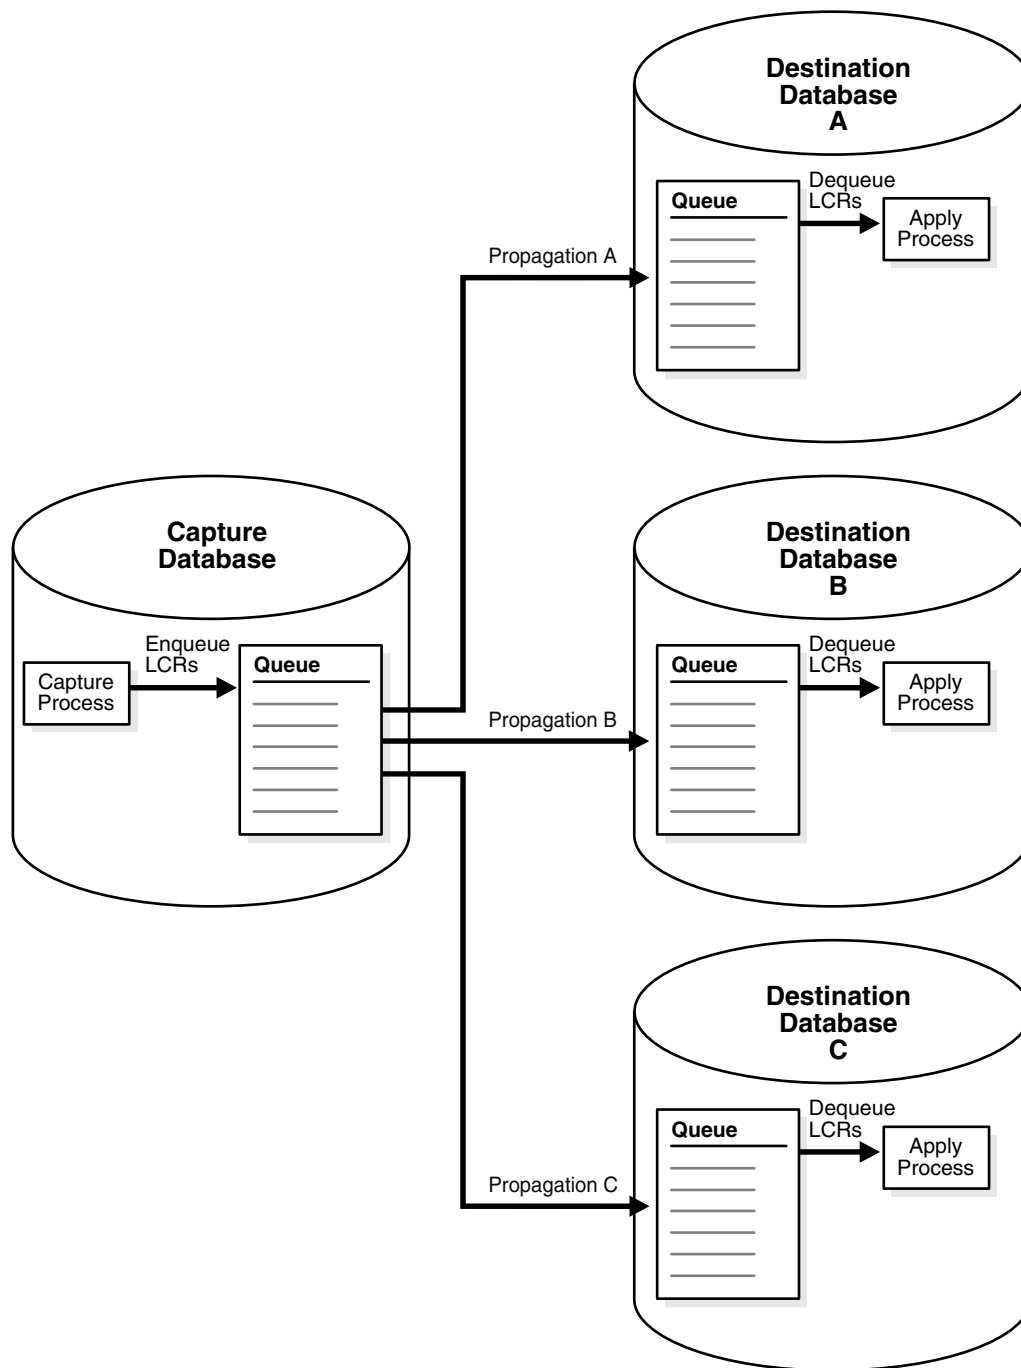 Destination
Database
A
Queue
Dequeue
LCRs
Apply
Process
Propagation A
Capture
Database
Capture
Process
Enqueue
LCRs
Queue
Propagation B
Destination
Database
B
Queue
Dequeue
LCRs
Apply
Process
Propagation C
Destination
Database
C
Queue
Dequeue
LCRs
Apply
Process